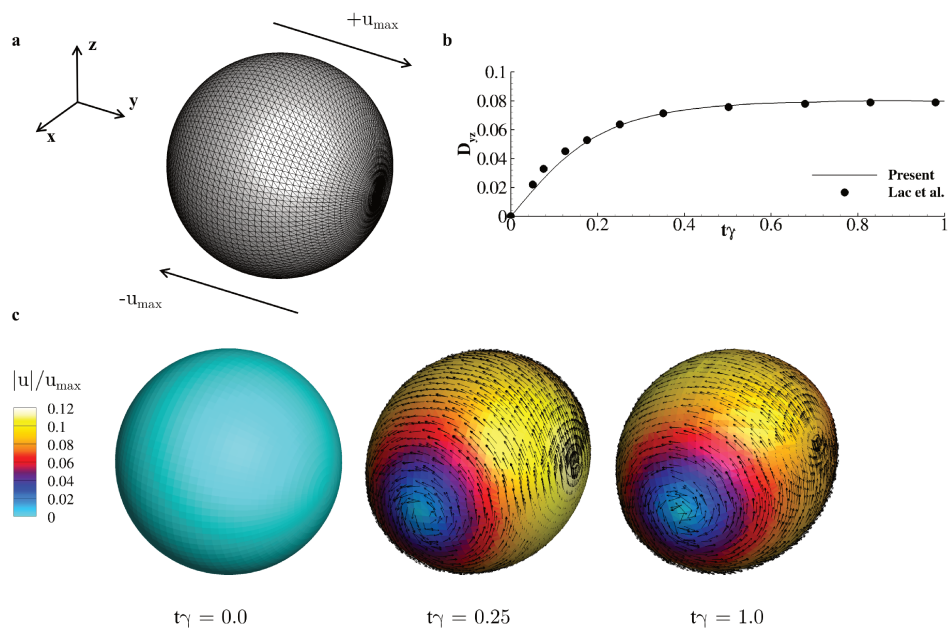 a
+u_max
b
z
y
x
-u_max
0.1
0.08
0.06
0.04
0.02
0
D_yz
Present
Lac et al.
0
0.2
0.4
0.6
0.8
1
tγ
c
|u|/u_max
0.12
0.1
0.08
0.06
0.04
0.02
0
tγ = 0.0
tγ = 0.25
tγ = 1.0